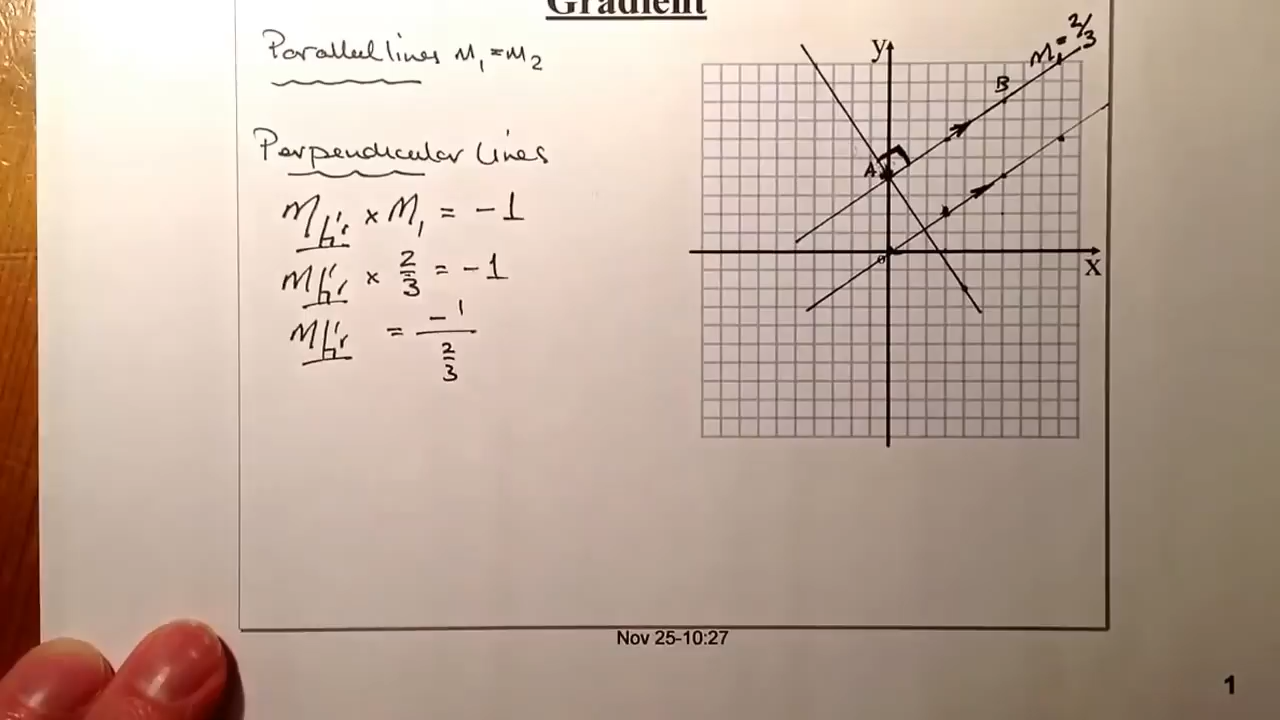 Gradient
Parallel lines M₁ = M₂
Perpendicular lines
M⊥'r × M₁ = -1
M⊥'r × 2/3 = -1
M⊥'r = -1 / (2/3)
y
M₁ = 2/3
B
A
o
x
Nov 25-10:27
1